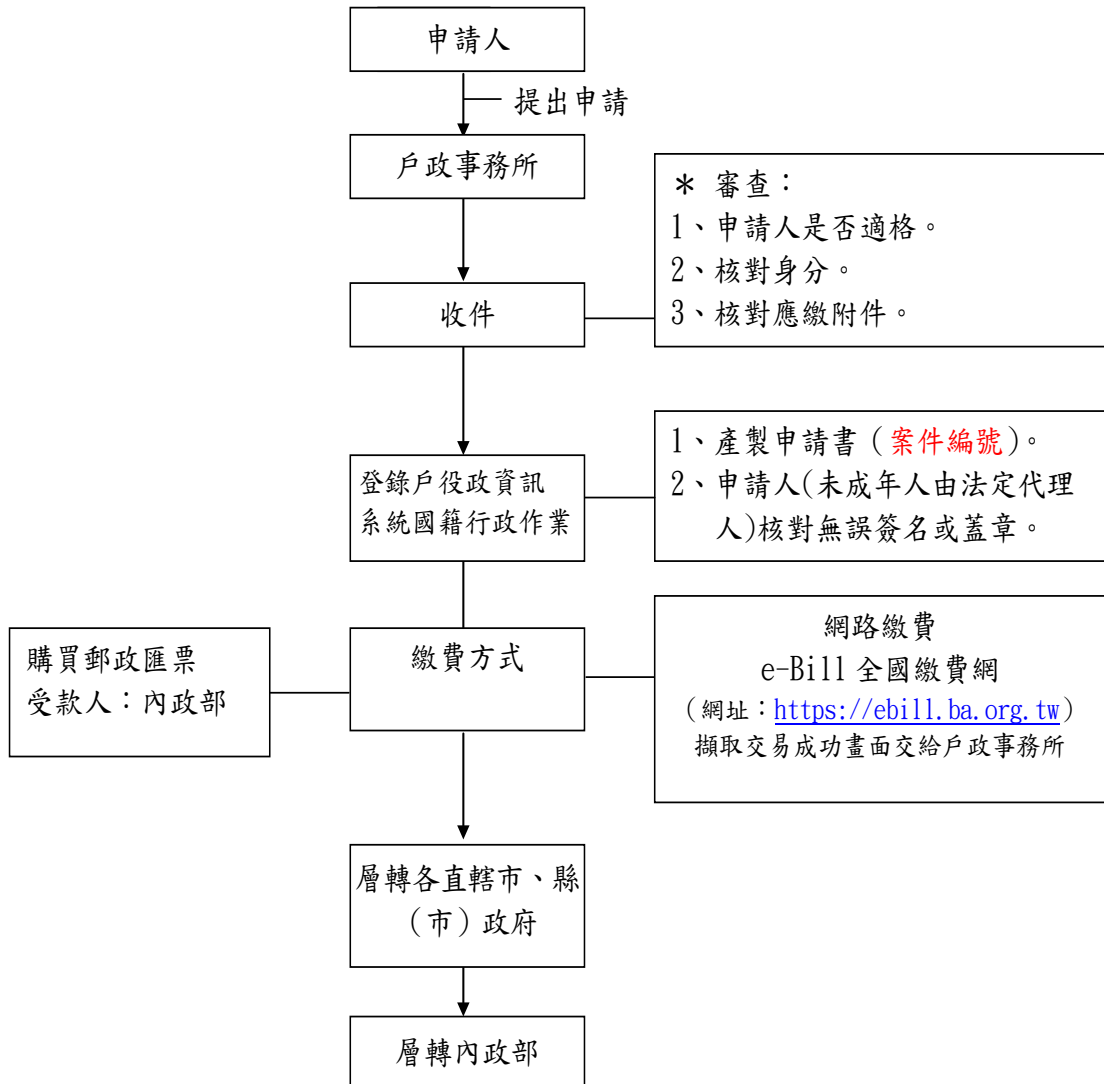 申請人
提出申請
戶政事務所
＊ 審查：
1、申請人是否適格。
2、核對身分。
3、核對應繳附件。
收件
1、產製申請書（案件編號）。
2、申請人(未成年人由法定代理
人)核對無誤簽名或蓋章。
登錄戶役政資訊
系統國籍行政作業
購買郵政匯票
受款人：內政部
繳費方式
網路繳費
e-Bill 全國繳費網
（網址：https://ebill.ba.org.tw）
擷取交易成功畫面交給戶政事務所
層轉各直轄市、縣
（市）政府
層轉內政部